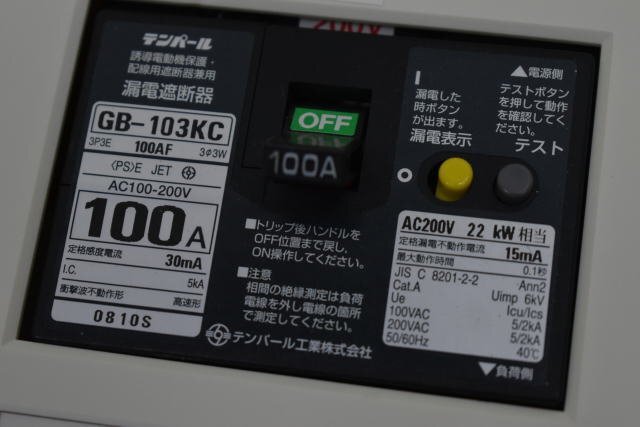 200V
テンパール
誘導電動機保護・
配線用遮断器兼用
漏電遮断器
GB-103KC
3P3E 100AF 3φ3W
〈PS〉E JET
AC100-200V
100A
定格感度電流
30mA
I.C. 5kA
衝撃波不動作形 高速形
0810S
OFF
100A
■トリップ後ハンドルを
OFF位置まで戻し、
ON操作してください。
■注意
相間の絶縁測定は負荷
電線を外し電線の箇所
で測定してください。
テンパール工業株式会社
▲電源側
漏電した
時ボタン
が出ます。
漏電表示
テストボタン
を押して動作
を確認してく
ださい。
テスト
AC200V 22 kW 相当
定格漏電不動作電流 15mA
最大動作時間 0.1秒
JIS C 8201-2-2 Ann2
Cat.A Uimp 6kV
Ue Icu/Ics
100VAC 5/2kA
200VAC 5/2kA
50/60Hz 40℃
▼負荷側